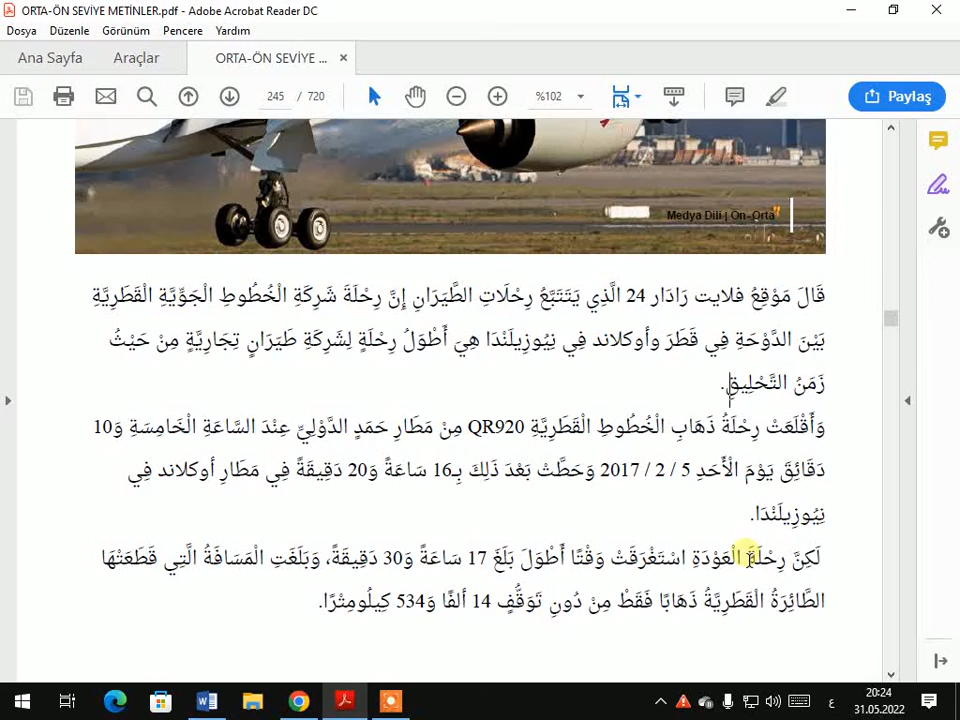 ORTA-ÖN SEVİYE METİNLER.pdf - Adobe Acrobat Reader DC
Dosya Düzenle Görünüm Pencere Yardım
Ana Sayfa Araçlar ORTA-ÖN SEVİYE ...
245 / 720 %102 Paylaş
Medya Dili | Ön-Orta
قَالَ مَوْقِعُ فلايت رَادَار 24 الَّذِي يَتَتَبَّعُ رِحْلَاتِ الطَّيَرَانِ إِنَّ رِحْلَةَ شَرِكَةِ الْخُطُوطِ الْجَوِّيَّةِ الْقَطَرِيَّةِ
بَيْنَ الدَّوْحَةِ فِي قَطَرَ وأوكلاند فِي نِيُوزِيلَنْدَا هِيَ أَطْوَلُ رِحْلَةٍ لِشَرِكَةِ طَيَرَانٍ تِجَارِيَّةٍ مِنْ حَيْثُ
زَمَنُ التَّحْلِيقِ.
وَأَقْلَعَتْ رِحْلَةُ ذَهَابِ الْخُطُوطِ الْقَطَرِيَّةِ QR920 مِنْ مَطَارِ حَمَدٍ الدَّوْلِيِّ عِنْدَ السَّاعَةِ الْخَامِسَةِ وَ10
دَقَائِقَ يَوْمَ الْأَحَدِ 5 / 2 / 2017 وَحَطَّتْ بَعْدَ ذَلِكَ بِـ16 سَاعَةً وَ20 دَقِيقَةً فِي مَطَارِ أوكلاند فِي
نِيُوزِيلَنْدَا.
لَكِنَّ رِحْلَةَ الْعَوْدَةِ اسْتَغْرَقَتْ وَقْتًا أَطْوَلَ بَلَغَ 17 سَاعَةً وَ30 دَقِيقَةً، وَبَلَغَتِ الْمَسَافَةُ الَّتِي قَطَعَتْهَا
الطَّائِرَةُ الْقَطَرِيَّةُ ذَهَابًا فَقَطْ مِنْ دُونِ تَوَقُّفٍ 14 أَلفًا وَ534 كِيلُومِتْرًا.
ع 20:24
31.05.2022